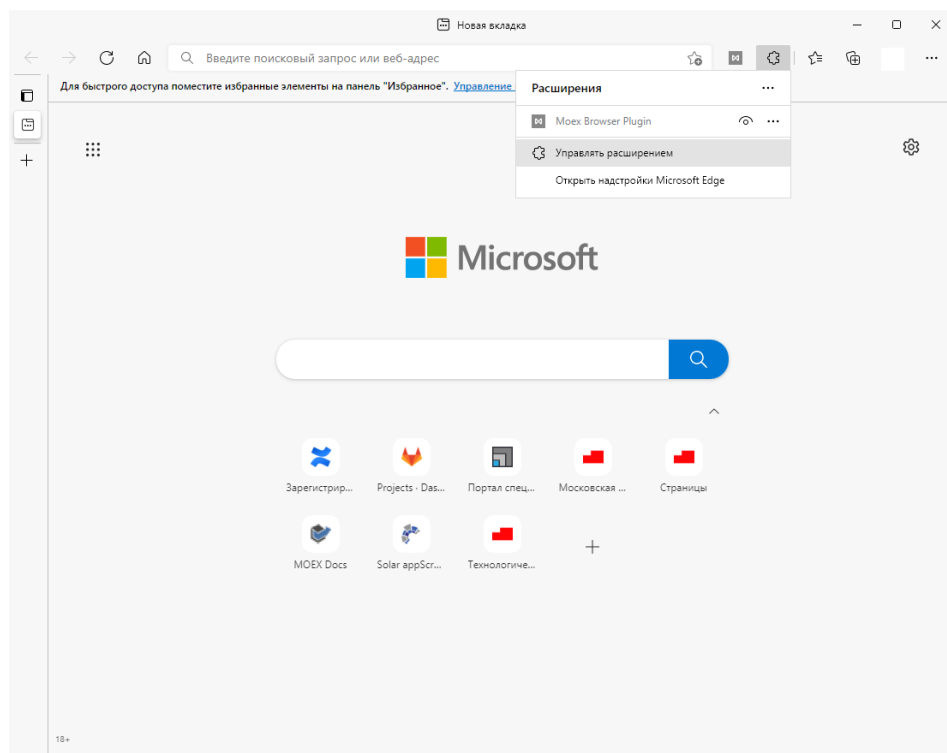 Новая вкладка
Введите поисковый запрос или веб-адрес
Для быстрого доступа поместите избранные элементы на панель "Избранное". Управление
Расширения
Moex Browser Plugin
Управлять расширением
Открыть надстройки Microsoft Edge
Microsoft
Зарегистрир... Projects · Das... Портал спец... Московская ... Страницы
MOEX Docs Solar appScr... Технологиче...
18+